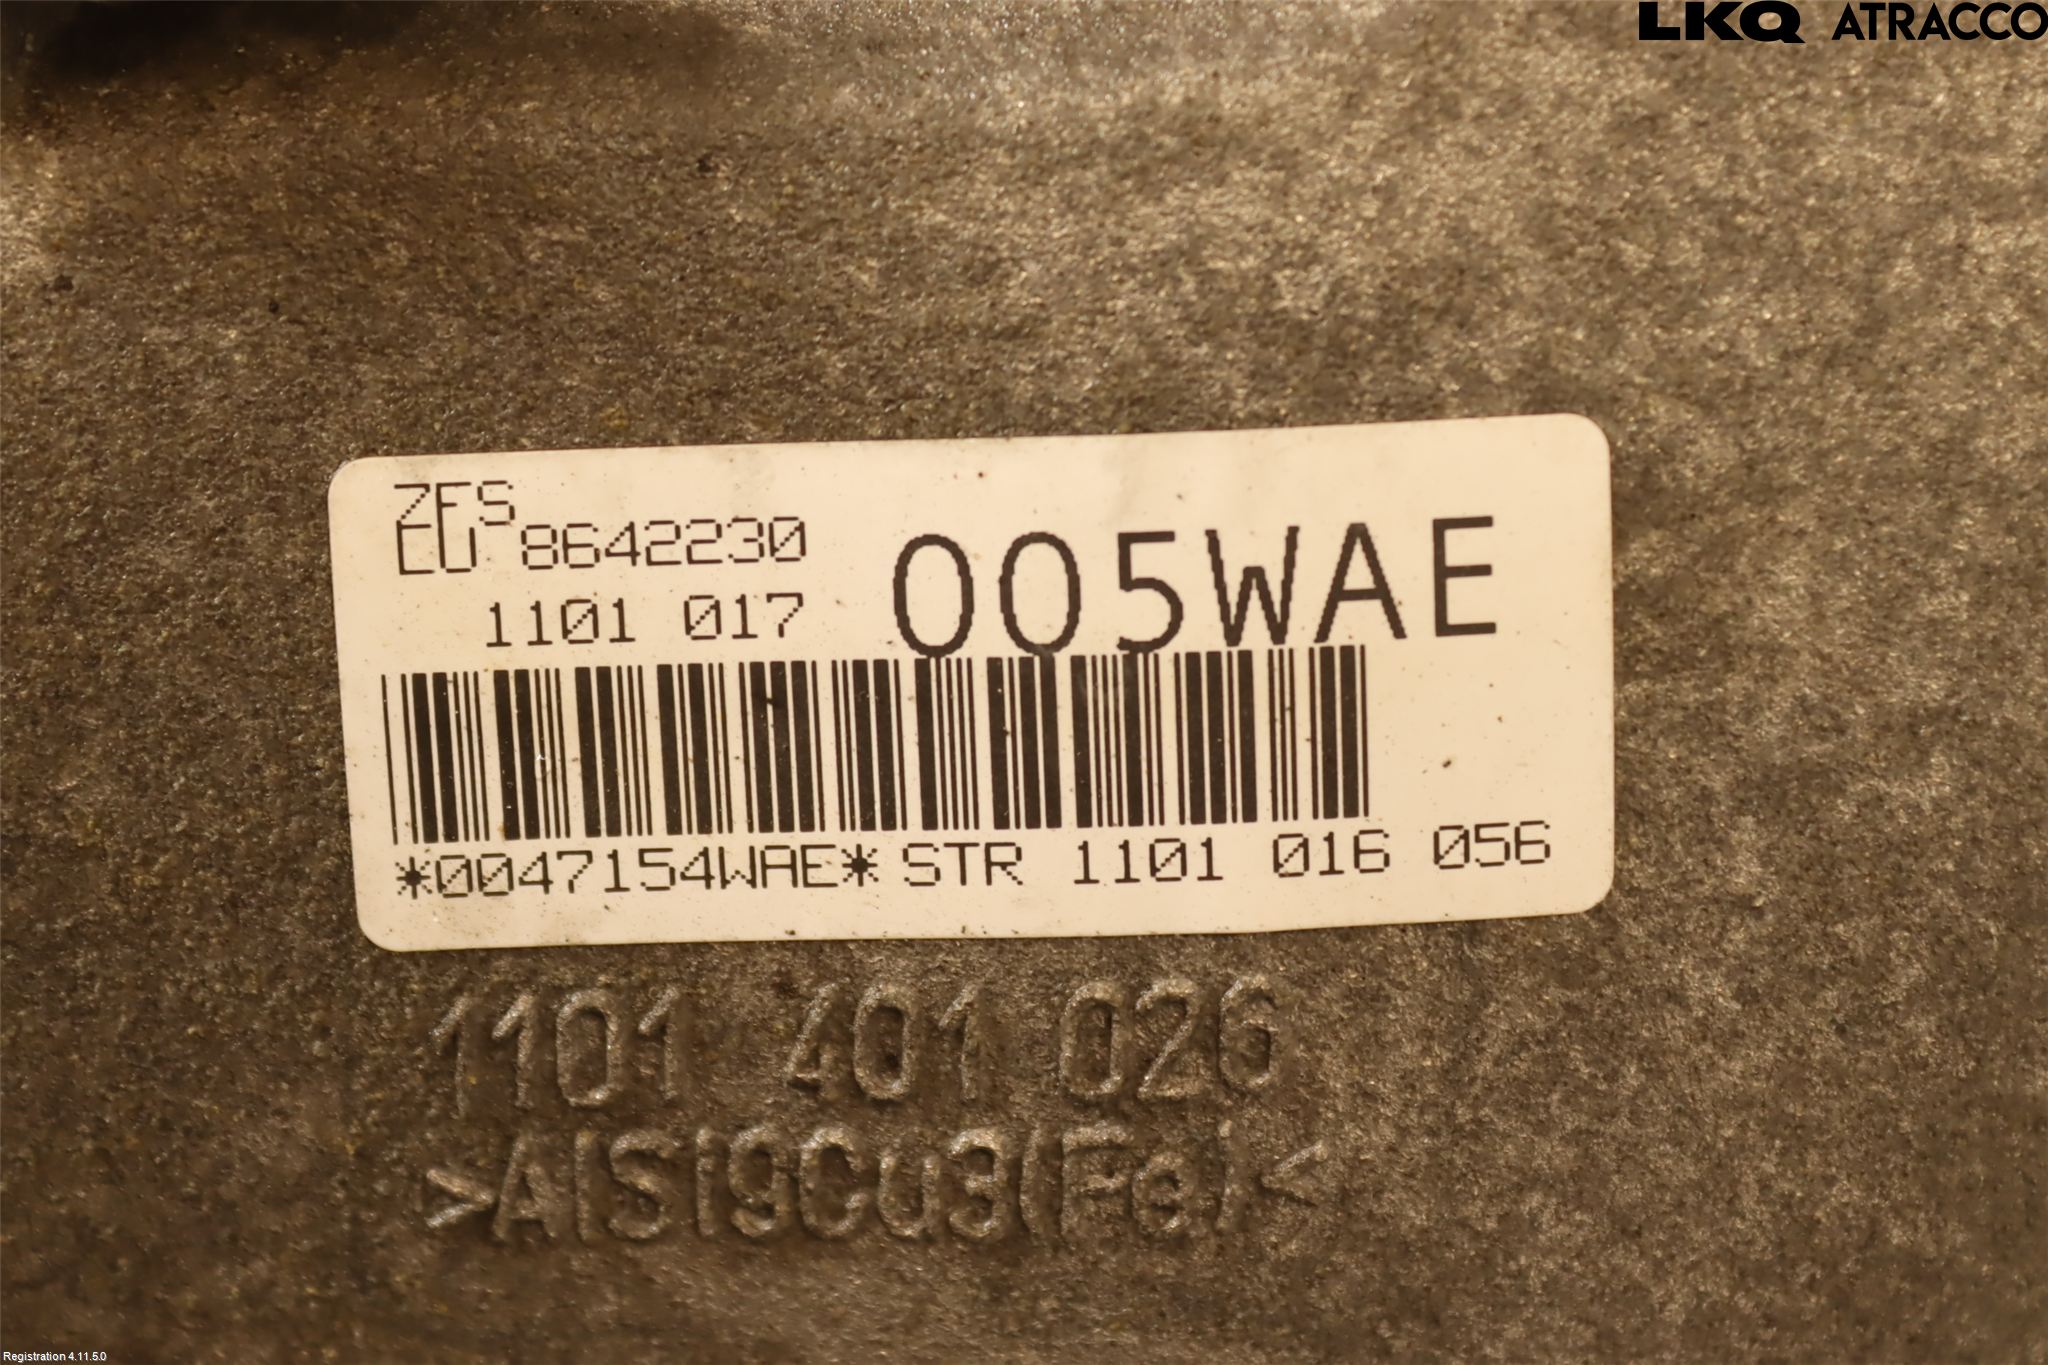 LKQ ATRACCO
ZFS
EU 8642230
1101 017
005WAE
*0047154WAE* STR 1101 016 056
1101 401 026
>AlSi9Cu3(Fe)<
Registration 4.11.5.0